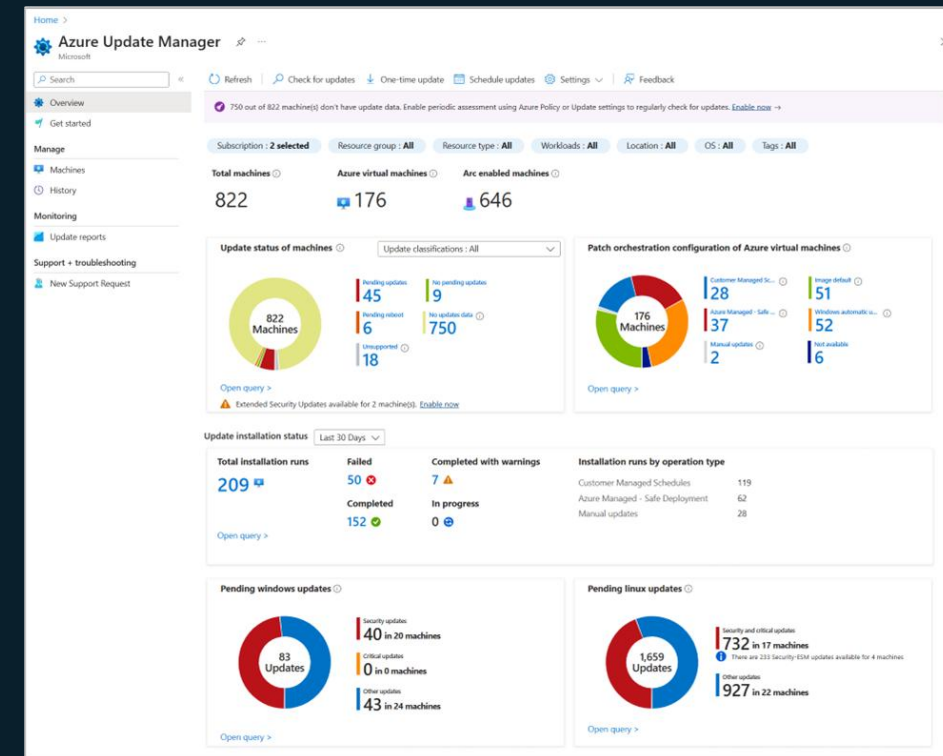 Home >
Azure Update Manager ...
Microsoft
Search «
Refresh Check for updates One-time update Schedule updates Settings Feedback
Overview
Get started
Manage
Machines
History
Monitoring
Update reports
Support + troubleshooting
New Support Request
750 out of 822 machine(s) don't have update data. Enable periodic assessment using Azure Policy or Update settings to regularly check for updates. Enable now →
Subscription : 2 selected Resource group : All Resource type : All Workloads : All Location : All OS : All Tags : All
Total machines Azure virtual machines Arc enabled machines
822 176 646
Update status of machines Update classifications : All
822
Machines
Pending updates
45
No pending updates
9
Pending reboot
6
No updates data
750
Unsupported
18
Open query >
Extended Security Updates available for 2 machine(s). Enable now
Patch orchestration configuration of Azure virtual machines
176
Machines
Customer Managed Sc...
28
Image default
51
Azure Managed - Safe ...
37
Windows automatic u...
52
Manual updates
2
Not available
6
Open query >
Update installation status Last 30 Days
Total installation runs
209
Open query >
Failed
50
Completed with warnings
7
Completed
152
In progress
0
Installation runs by operation type
Customer Managed Schedules 119
Azure Managed - Safe Deployment 62
Manual updates 28
Pending windows updates
83
Updates
Security updates
40 in 20 machines
Critical updates
0 in 0 machines
Other updates
43 in 24 machines
Open query >
Pending linux updates
1,659
Updates
Security and critical updates
732 in 17 machines
There are 233 Security-ESM updates available for 4 machines
Other updates
927 in 22 machines
Open query >